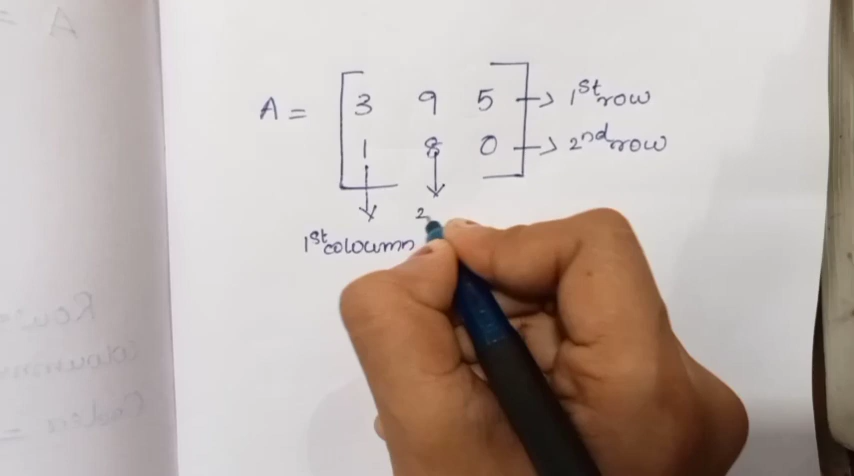 A = [ 3 9 5 ] → 1st row
1 8 0 → 2nd row
1st coloumn 2